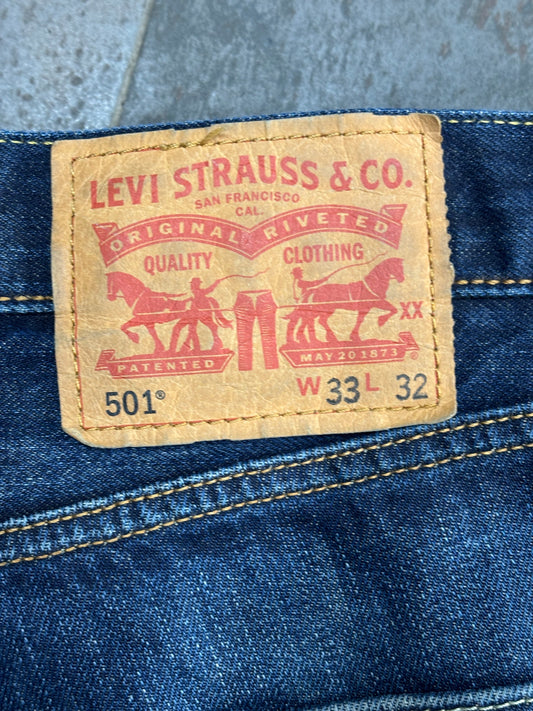 LEVI STRAUSS & CO.
SAN FRANCISCO
CAL.
ORIGINAL RIVETED
QUALITY CLOTHING
XX
PATENTED MAY 20 1873 ®
501® W 33 L 32